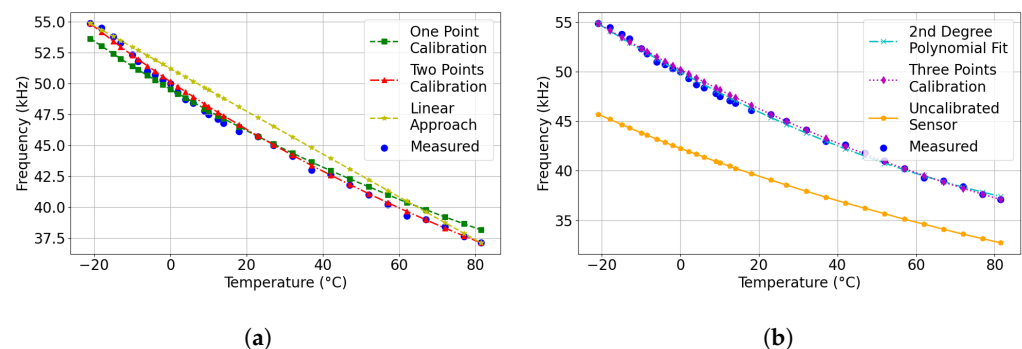 55.0
52.5
50.0
47.5
45.0
42.5
40.0
37.5
Frequency (kHz)
−20
0
20
40
60
80
Temperature (°C)
One Point
Calibration
Two Points
Calibration
Linear
Approach
Measured
(a)
55
50
45
40
35
Frequency (kHz)
−20
0
20
40
60
80
Temperature (°C)
2nd Degree
Polynomial Fit
Three Points
Calibration
Uncalibrated
Sensor
Measured
(b)